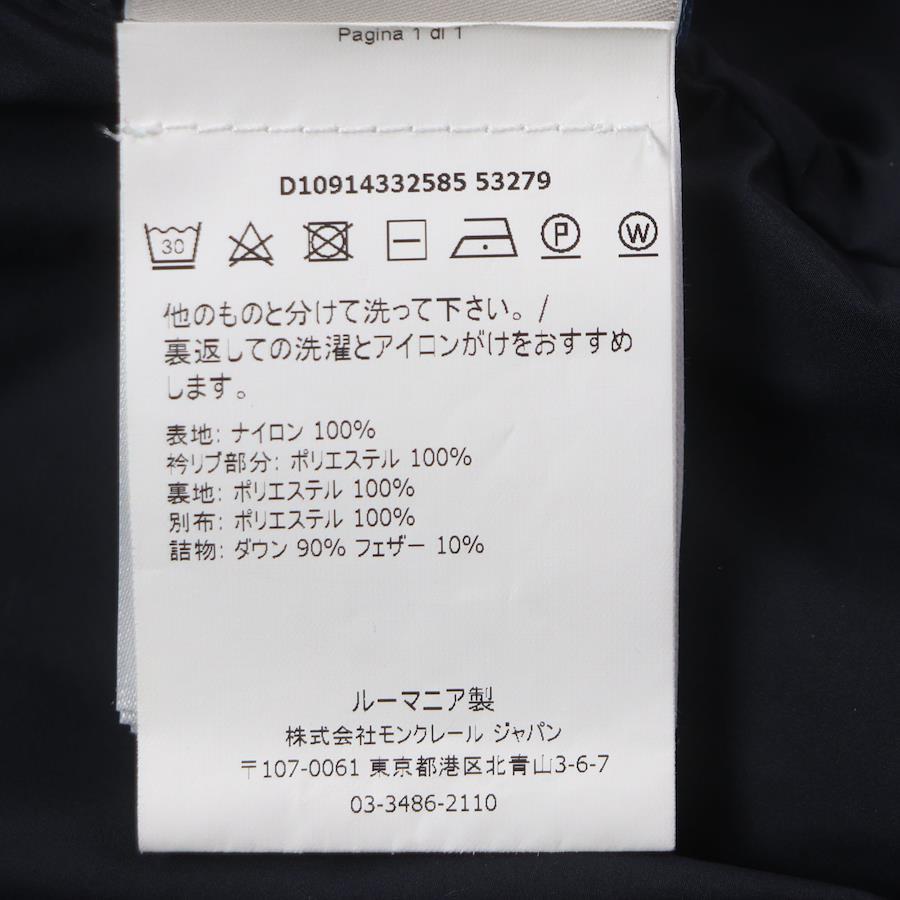 Pagina 1 di 1
D10914332585 53279
30 P W
他のものと分けて洗って下さい。/
裏返しての洗濯とアイロンがけをおすすめ
します。
表地: ナイロン 100%
衿リブ部分: ポリエステル 100%
裏地: ポリエステル 100%
別布: ポリエステル 100%
詰物: ダウン 90% フェザー 10%
ルーマニア製
株式会社モンクレール ジャパン
〒107-0061 東京都港区北青山3-6-7
03-3486-2110